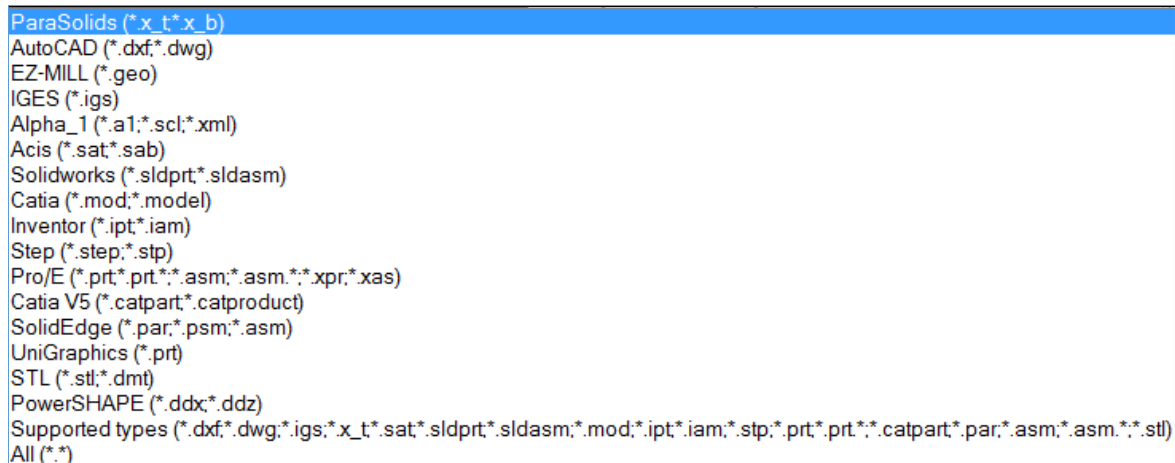 ParaSolids (*.x_t;*.x_b)
AutoCAD (*.dxf;*.dwg)
EZ-MILL (*.geo)
IGES (*.igs)
Alpha_1 (*.a1;*.scl;*.xml)
Acis (*.sat;*.sab)
Solidworks (*.sldprt;*.sldasm)
Catia (*.mod;*.model)
Inventor (*.ipt;*.iam)
Step (*.step;*.stp)
Pro/E (*.prt;*.prt.*;*.asm;*.asm.*;*.xpr;*.xas)
Catia V5 (*.catpart;*.catproduct)
SolidEdge (*.par;*.psm;*.asm)
UniGraphics (*.prt)
STL (*.stl;*.dmt)
PowerSHAPE (*.ddx;*.ddz)
Supported types (*.dxf;*.dwg;*.igs;*.x_t;*.sat;*.sldprt;*.sldasm;*.mod;*.ipt;*.iam;*.stp;*.prt;*.prt.*;*.catpart;*.par;*.asm;*.asm.*;*.stl)
All (*.*)